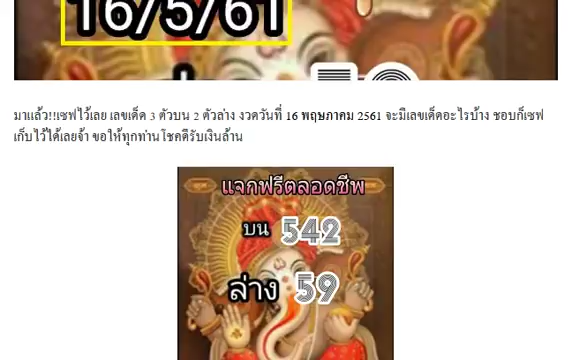 16/5/61
มาแล้ว!!เซฟไว้เลย เลขเด็ด 3 ตัวบน 2 ตัวล่าง งวดวันที่ 16 พฤษภาคม 2561 จะมีเลขเด็ดอะไรบ้าง ชอบก็เซฟ
เก็บไว้ได้เลยจ้า ขอให้ทุกท่านโชคดีรับเงินล้าน
แจกฟรีตลอดชีพ
บน 542
ล่าง 59